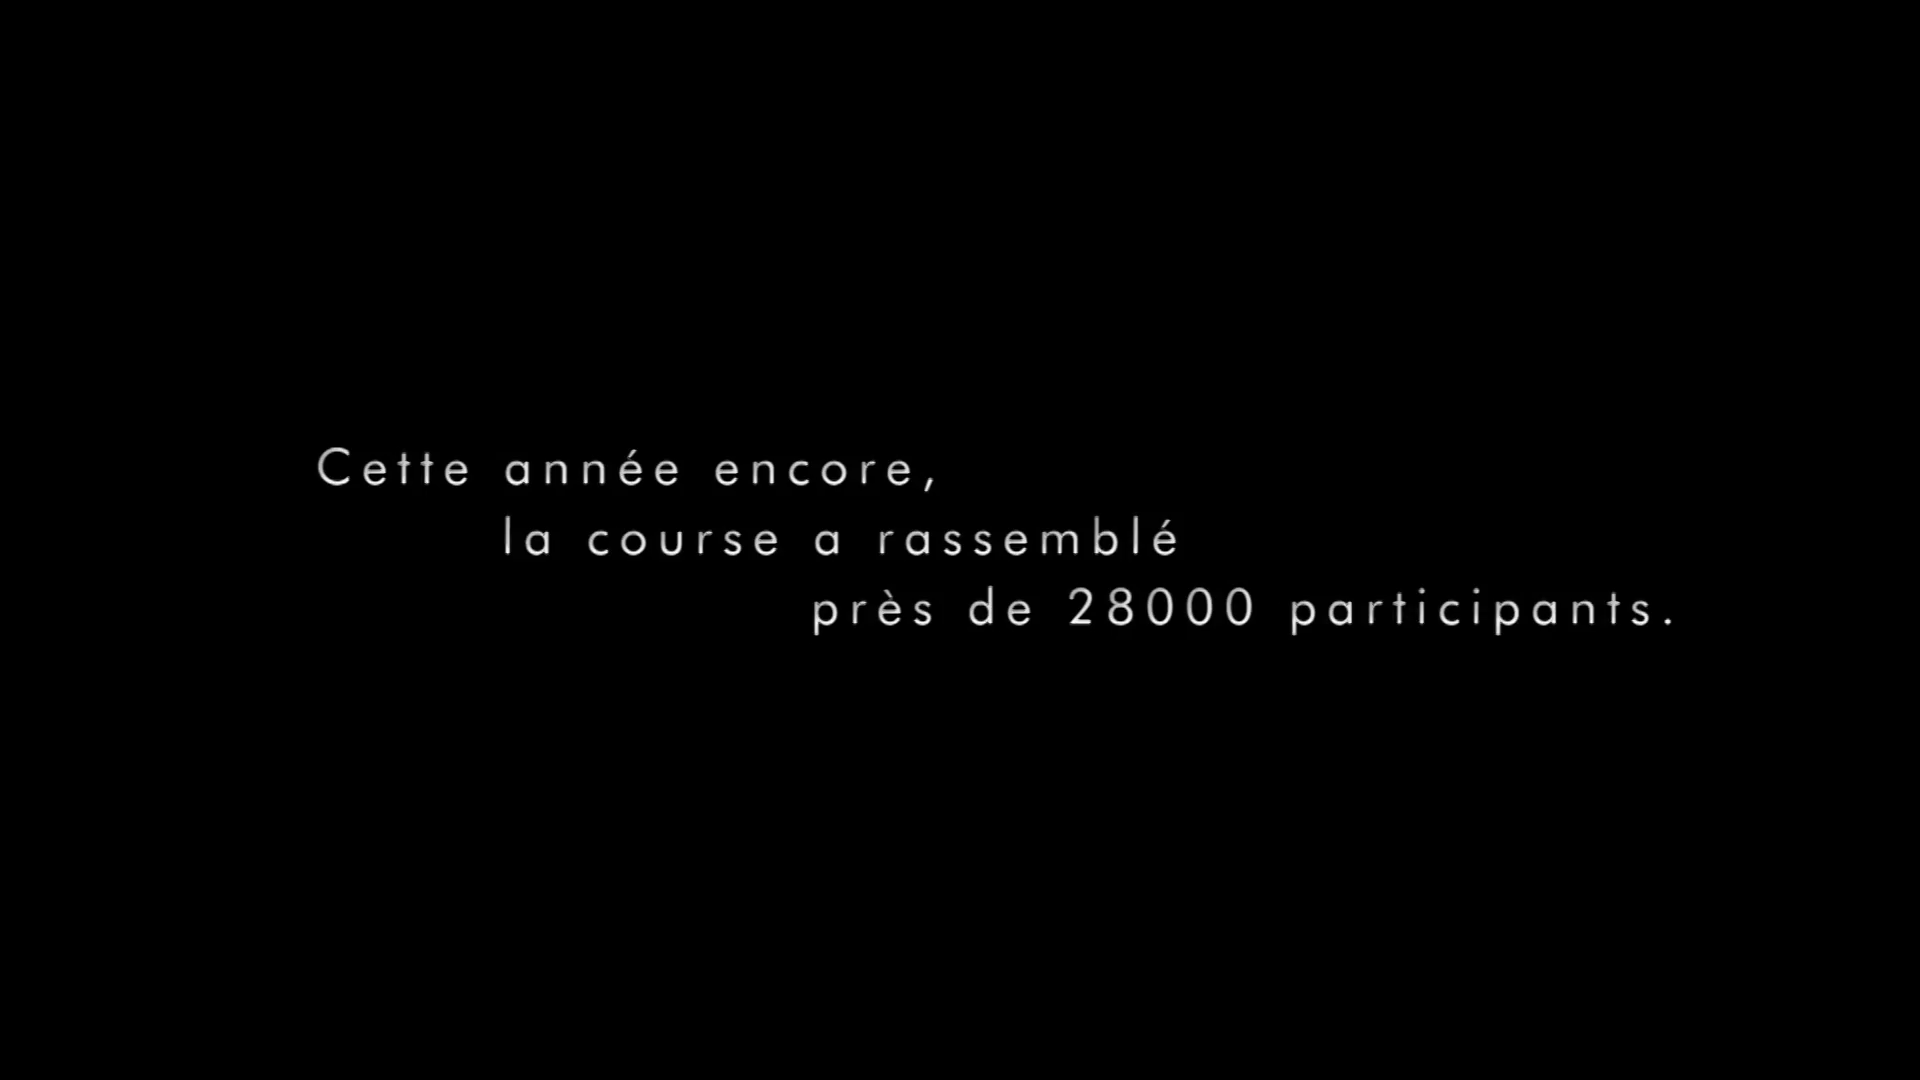 Cette année encore,
la course a rassemblé
près de 28000 participants.